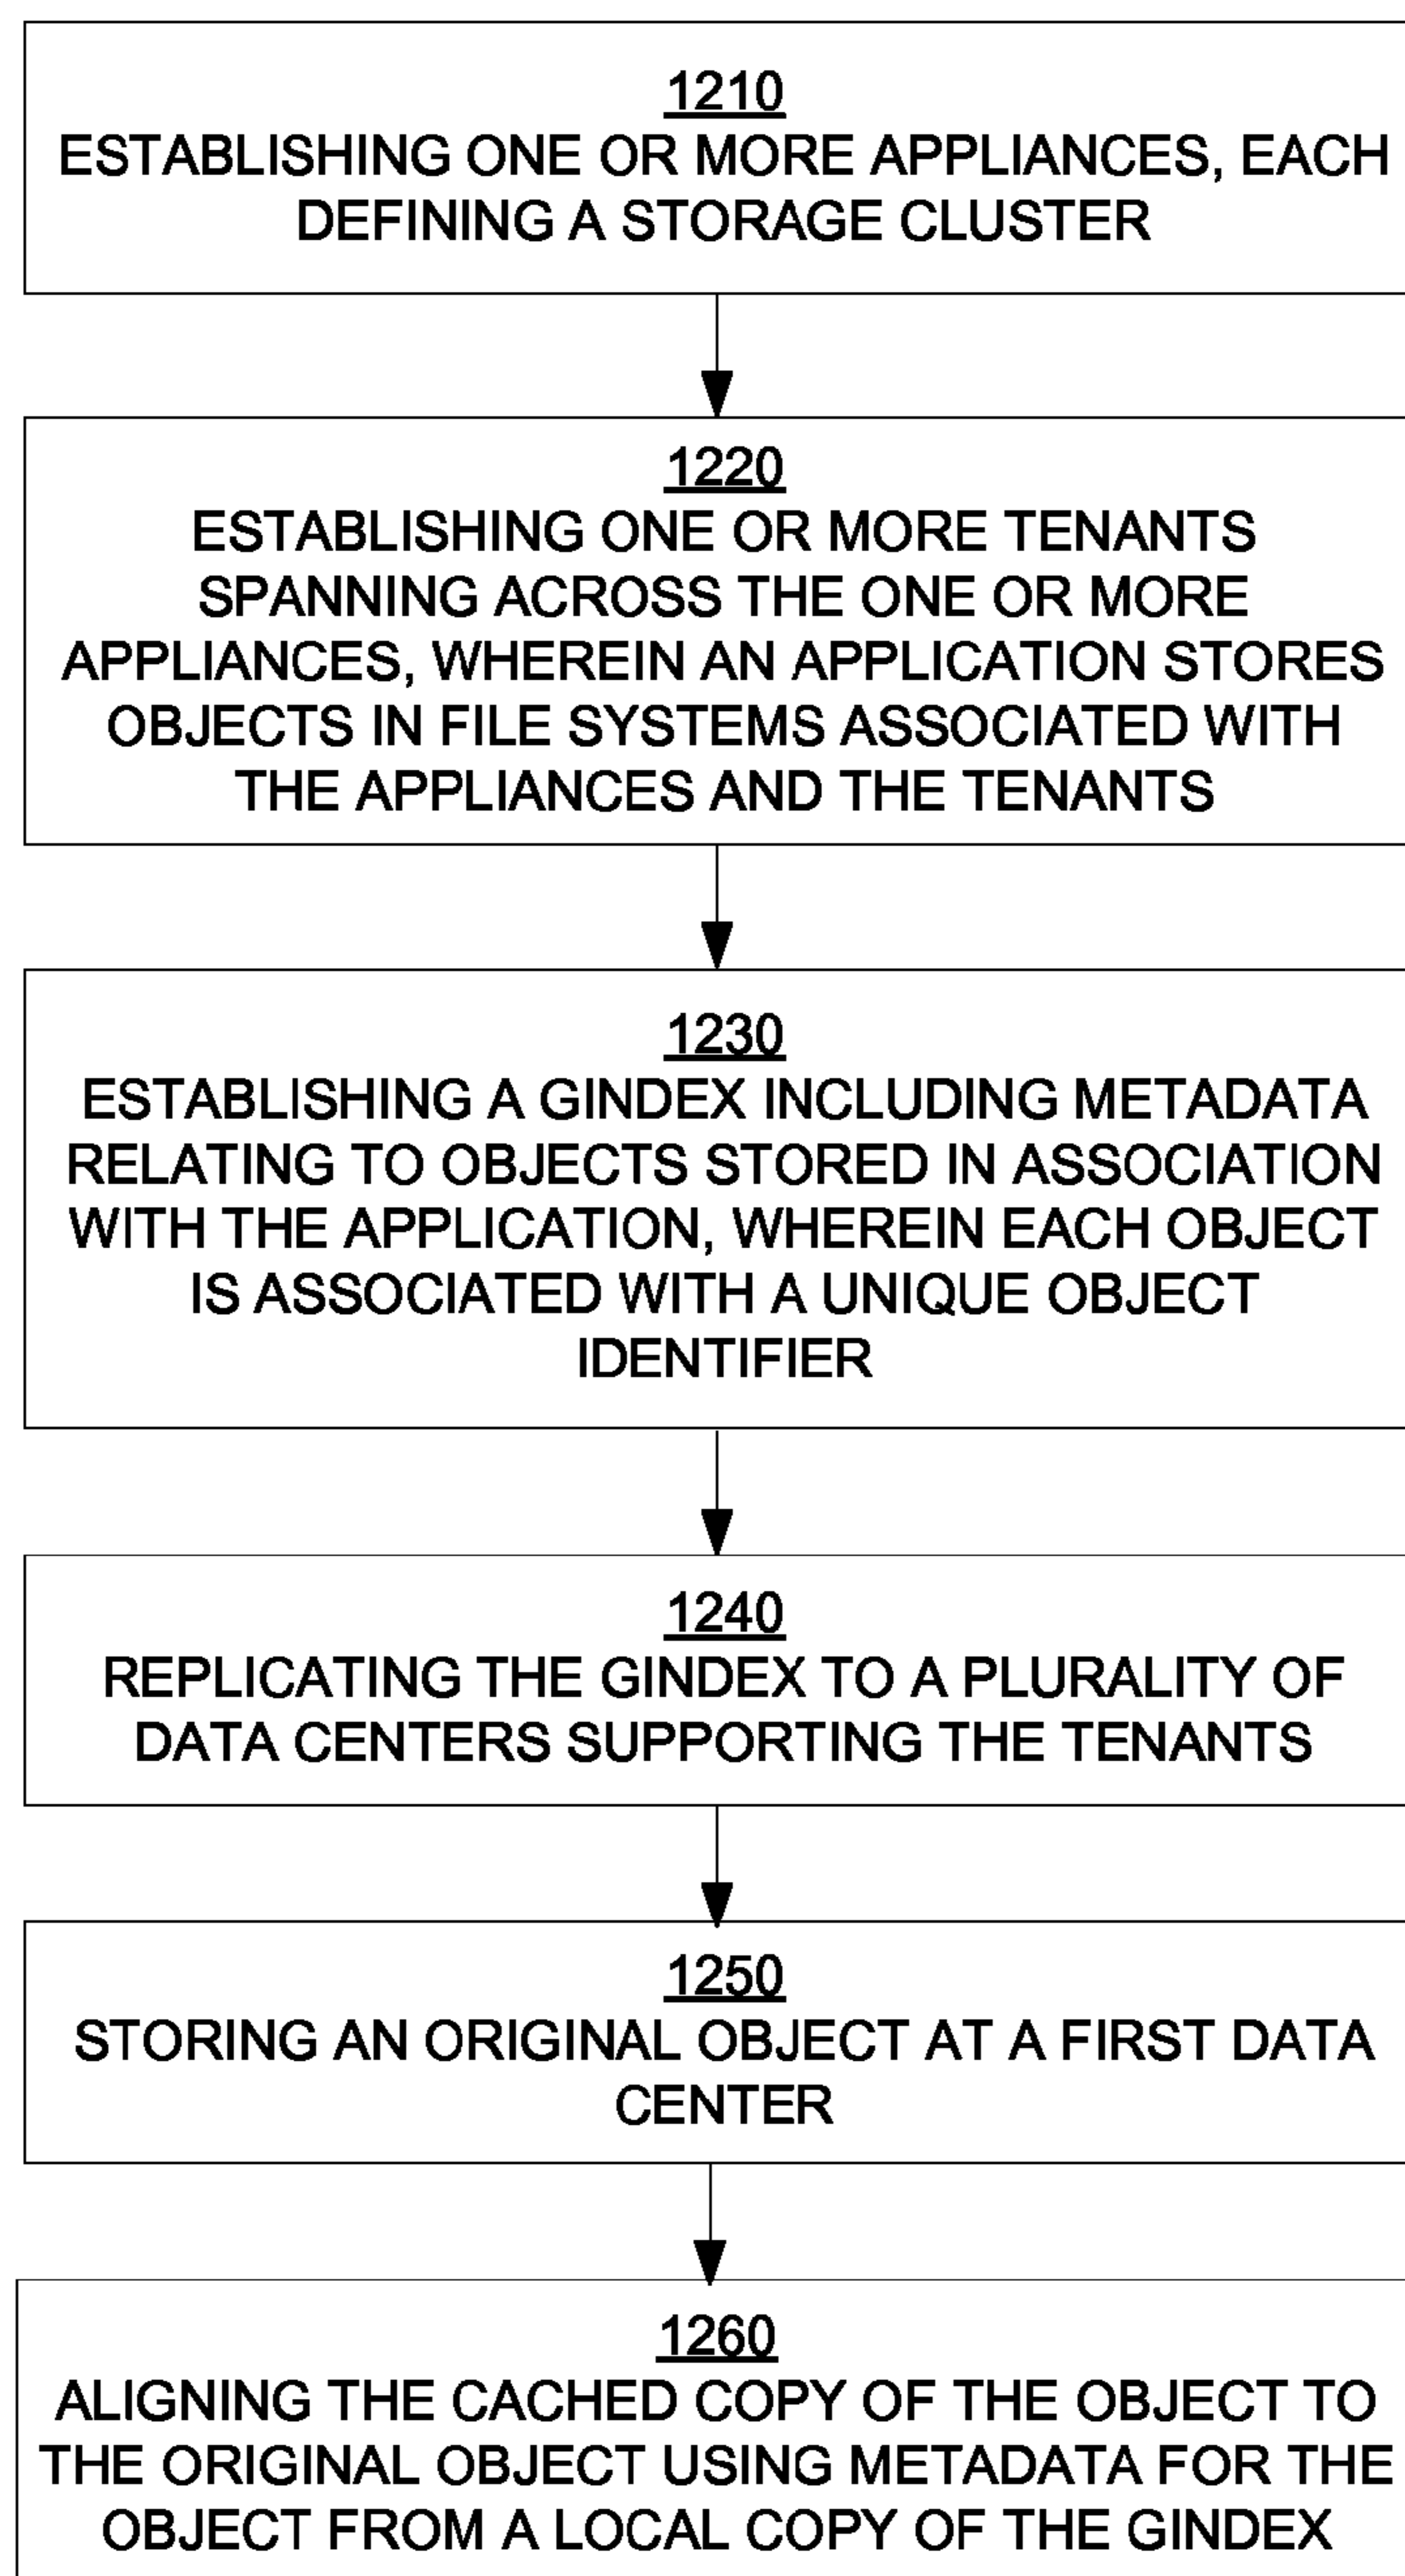 1210
ESTABLISHING ONE OR MORE APPLIANCES, EACH
DEFINING A STORAGE CLUSTER
1220
ESTABLISHING ONE OR MORE TENANTS
SPANNING ACROSS THE ONE OR MORE
APPLIANCES, WHEREIN AN APPLICATION STORES
OBJECTS IN FILE SYSTEMS ASSOCIATED WITH
THE APPLIANCES AND THE TENANTS
1230
ESTABLISHING A GINDEX INCLUDING METADATA
RELATING TO OBJECTS STORED IN ASSOCIATION
WITH THE APPLICATION, WHEREIN EACH OBJECT
IS ASSOCIATED WITH A UNIQUE OBJECT
IDENTIFIER
1240
REPLICATING THE GINDEX TO A PLURALITY OF
DATA CENTERS SUPPORTING THE TENANTS
1250
STORING AN ORIGINAL OBJECT AT A FIRST DATA
CENTER
1260
ALIGNING THE CACHED COPY OF THE OBJECT TO
THE ORIGINAL OBJECT USING METADATA FOR THE
OBJECT FROM A LOCAL COPY OF THE GINDEX